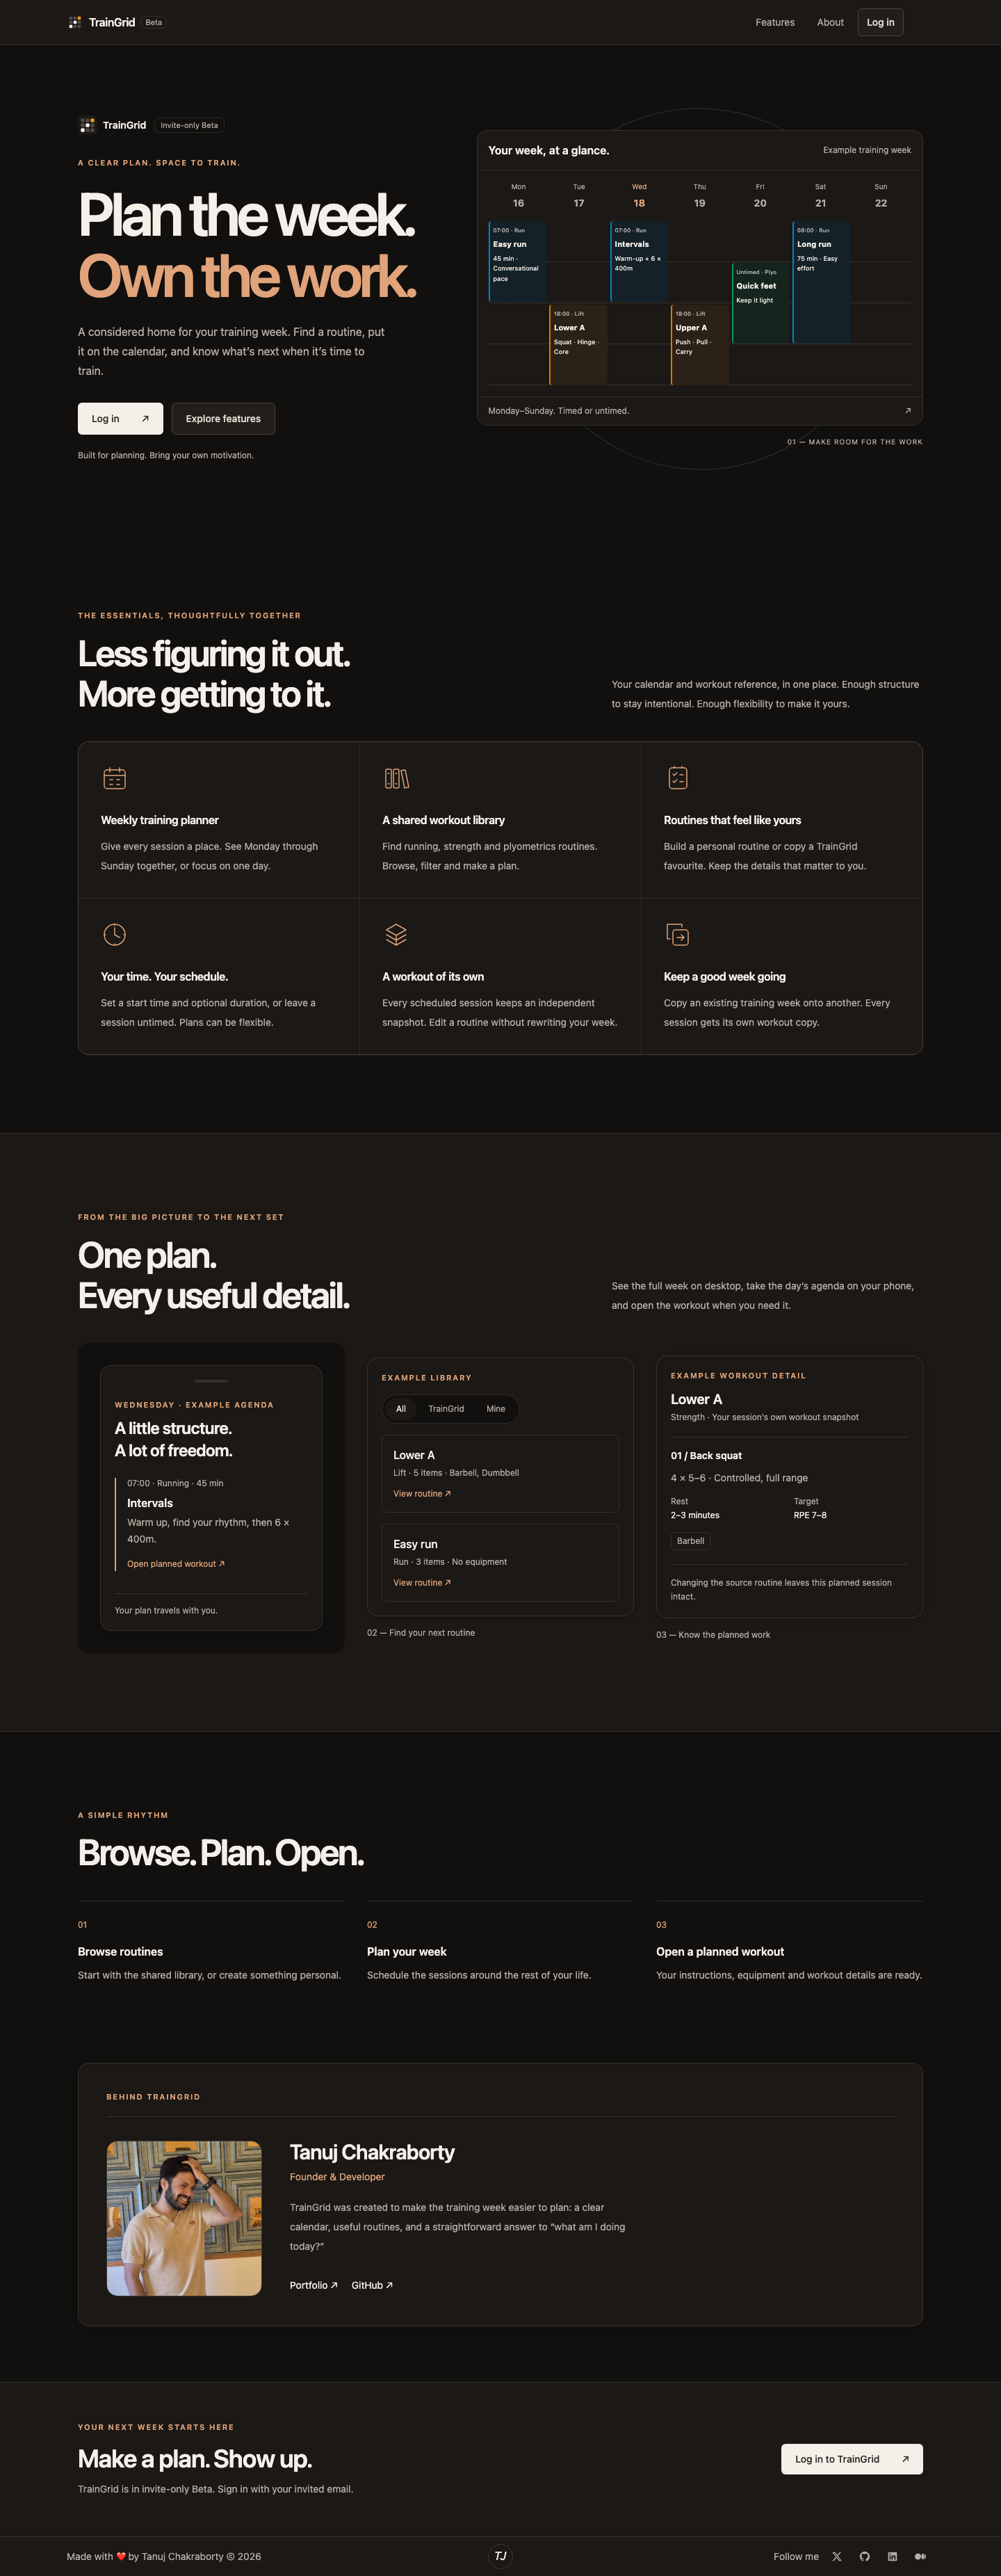 TrainGrid Beta
Features About Log in
TrainGrid Invite-only Beta
A CLEAR PLAN. SPACE TO TRAIN.
Plan the week.
Own the work.
A considered home for your training week. Find a routine, put
it on the calendar, and know what's next when it's time to
train.
Log in ↗ Explore features
Built for planning. Bring your own motivation.
Your week, at a glance. Example training week
Mon Tue Wed Thu Fri Sat Sun
16 17 18 19 20 21 22
07:00 · Run
Easy run
45 min ·
Conversational
pace
18:00 · Lift
Lower A
Squat · Hinge ·
Core
07:00 · Run
Intervals
Warm-up + 6 ×
400m
18:00 · Lift
Upper A
Push · Pull ·
Carry
Untimed · Plyo
Quick feet
Keep it light
08:00 · Run
Long run
75 min · Easy
effort
Monday–Sunday. Timed or untimed. ↗
01 — MAKE ROOM FOR THE WORK
THE ESSENTIALS, THOUGHTFULLY TOGETHER
Less figuring it out.
More getting to it.
Your calendar and workout reference, in one place. Enough structure
to stay intentional. Enough flexibility to make it yours.
Weekly training planner
Give every session a place. See Monday through
Sunday together, or focus on one day.
A shared workout library
Find running, strength and plyometrics routines.
Browse, filter and make a plan.
Routines that feel like yours
Build a personal routine or copy a TrainGrid
favourite. Keep the details that matter to you.
Your time. Your schedule.
Set a start time and optional duration, or leave a
session untimed. Plans can be flexible.
A workout of its own
Every scheduled session keeps an independent
snapshot. Edit a routine without rewriting your week.
Keep a good week going
Copy an existing training week onto another. Every
session gets its own workout copy.
FROM THE BIG PICTURE TO THE NEXT SET
One plan.
Every useful detail.
See the full week on desktop, take the day's agenda on your phone,
and open the workout when you need it.
WEDNESDAY · EXAMPLE AGENDA
A little structure.
A lot of freedom.
07:00 · Running · 45 min
Intervals
Warm up, find your rhythm, then 6 ×
400m.
Open planned workout ↗
Your plan travels with you.
EXAMPLE LIBRARY
All TrainGrid Mine
Lower A
Lift · 5 items · Barbell, Dumbbell
View routine ↗
Easy run
Run · 3 items · No equipment
View routine ↗
02 — Find your next routine
EXAMPLE WORKOUT DETAIL
Lower A
Strength · Your session's own workout snapshot
01 / Back squat
4 × 5–6 · Controlled, full range
Rest Target
2–3 minutes RPE 7–8
Barbell
Changing the source routine leaves this planned session
intact.
03 — Know the planned work
A SIMPLE RHYTHM
Browse. Plan. Open.
01
Browse routines
Start with the shared library, or create something personal.
02
Plan your week
Schedule the sessions around the rest of your life.
03
Open a planned workout
Your instructions, equipment and workout details are ready.
BEHIND TRAINGRID
Tanuj Chakraborty
Founder & Developer
TrainGrid was created to make the training week easier to plan: a clear
calendar, useful routines, and a straightforward answer to "what am I doing
today?"
Portfolio ↗ GitHub ↗
YOUR NEXT WEEK STARTS HERE
Make a plan. Show up.
TrainGrid is in invite-only Beta. Sign in with your invited email.
Log in to TrainGrid ↗
Made with ❤️ by Tanuj Chakraborty © 2026
TJ
Follow me